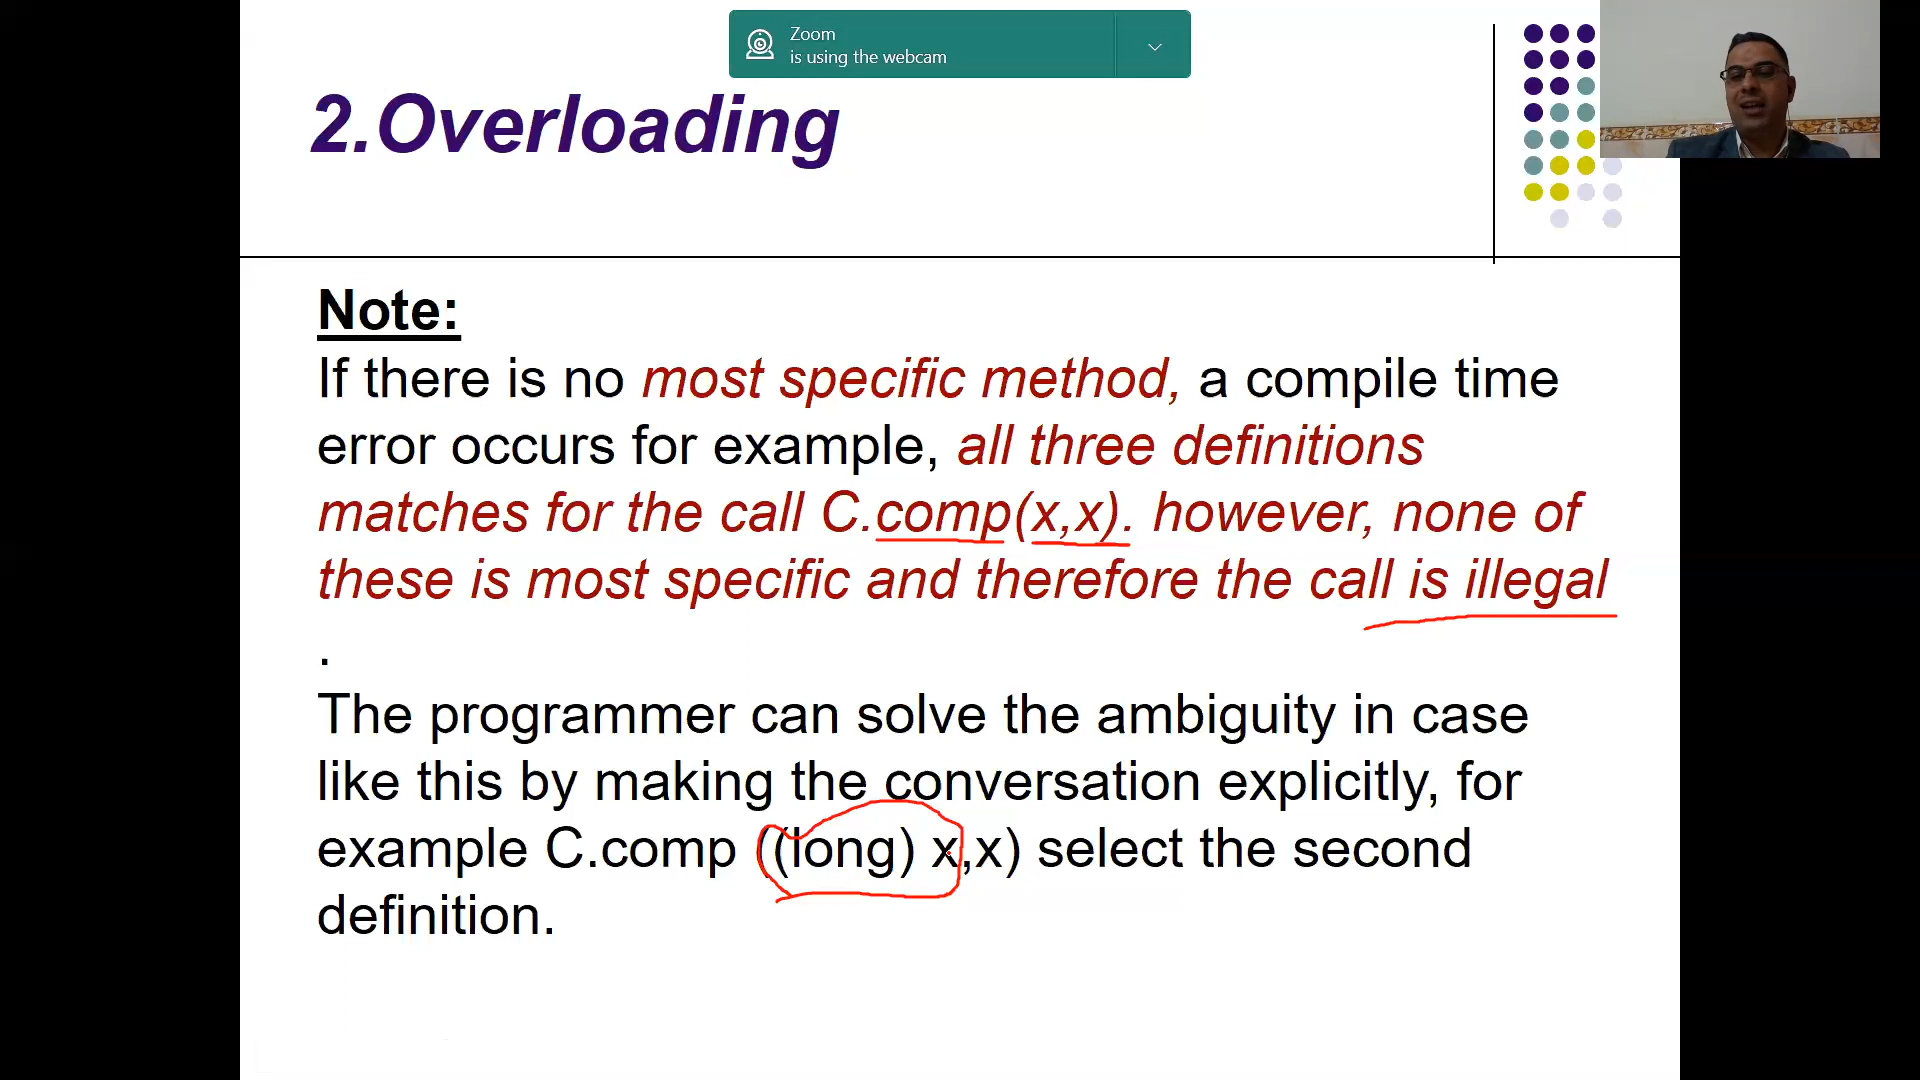 Zoom
is using the webcam
2.Overloading
Note:
If there is no most specific method, a compile time
error occurs for example, all three definitions
matches for the call C.comp(x,x). however, none of
these is most specific and therefore the call is illegal
.
The programmer can solve the ambiguity in case
like this by making the conversation explicitly, for
example C.comp ((long) x,x) select the second
definition.